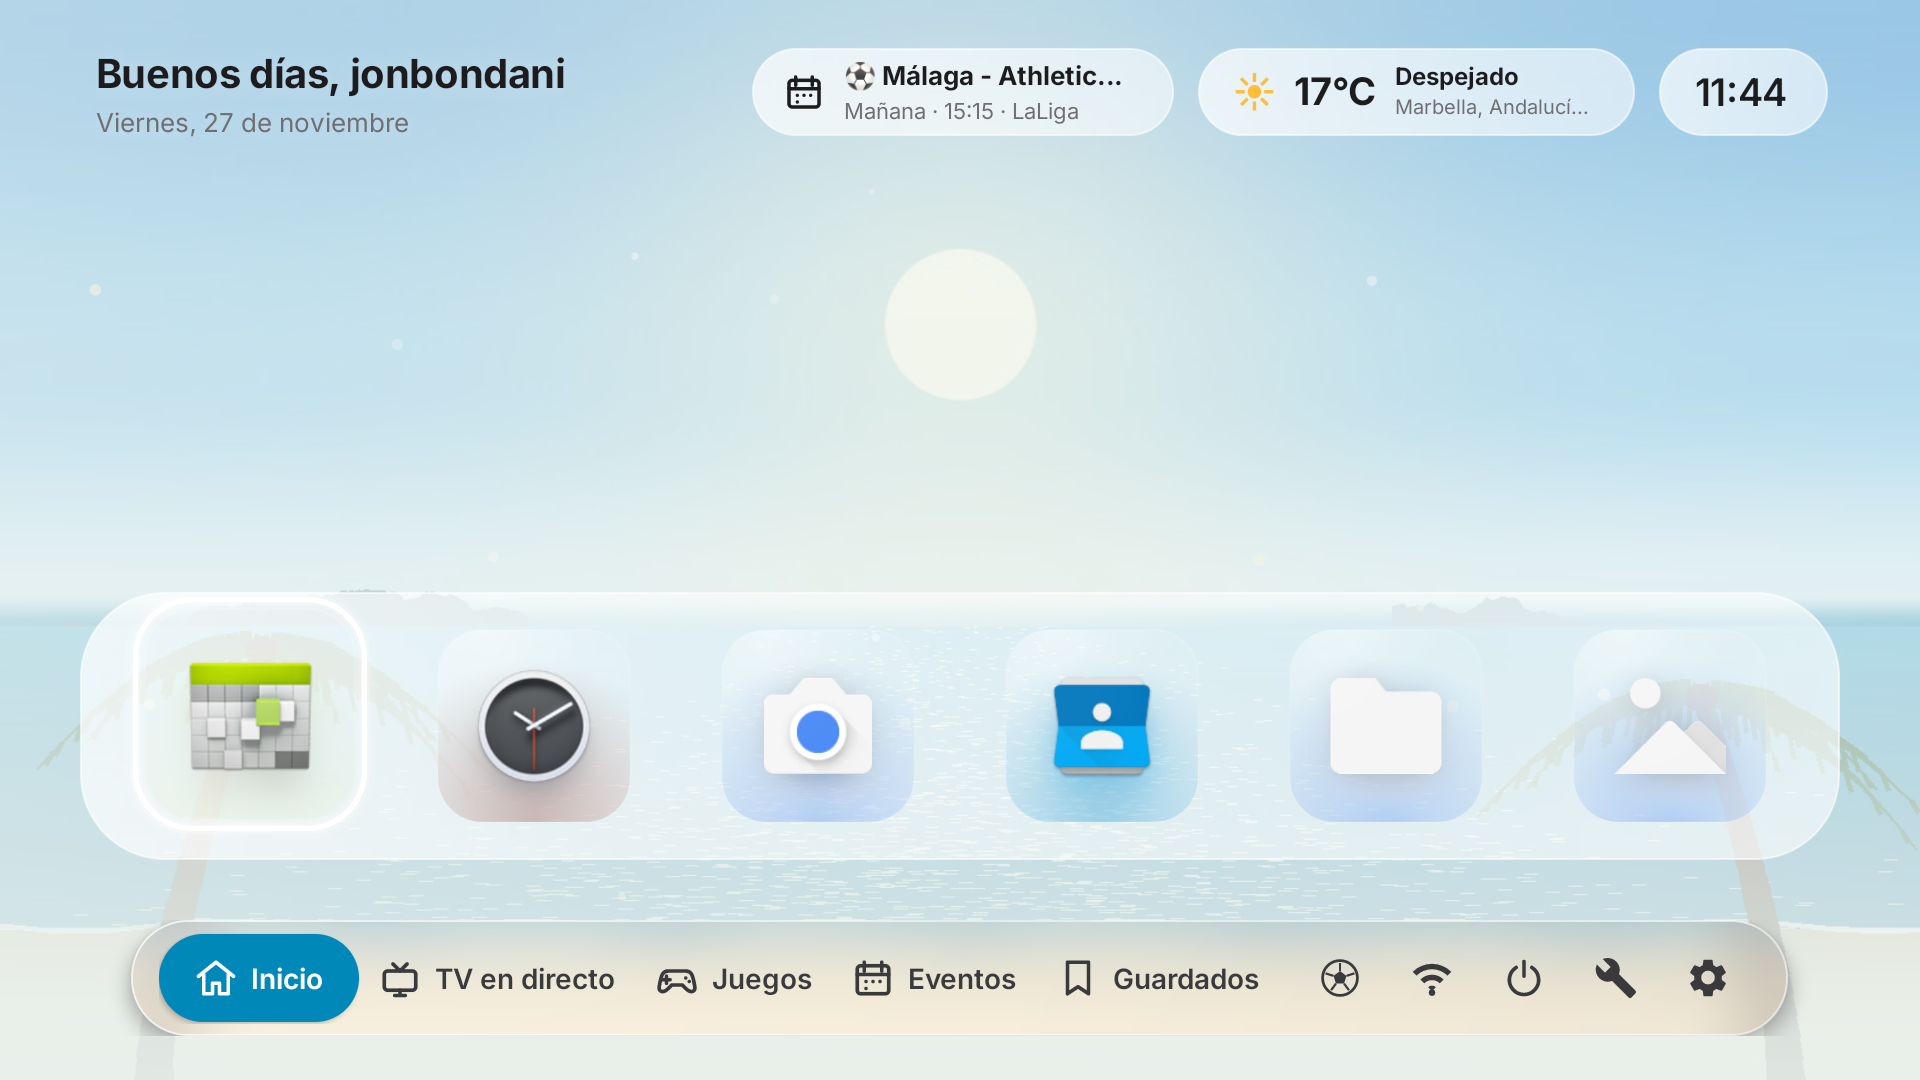 Buenos días, jonbondani
Viernes, 27 de noviembre
⚽ Málaga - Athletic...
Mañana · 15:15 · LaLiga
17°C
Despejado
Marbella, Andalucí...
11:44
Inicio
TV en directo
Juegos
Eventos
Guardados